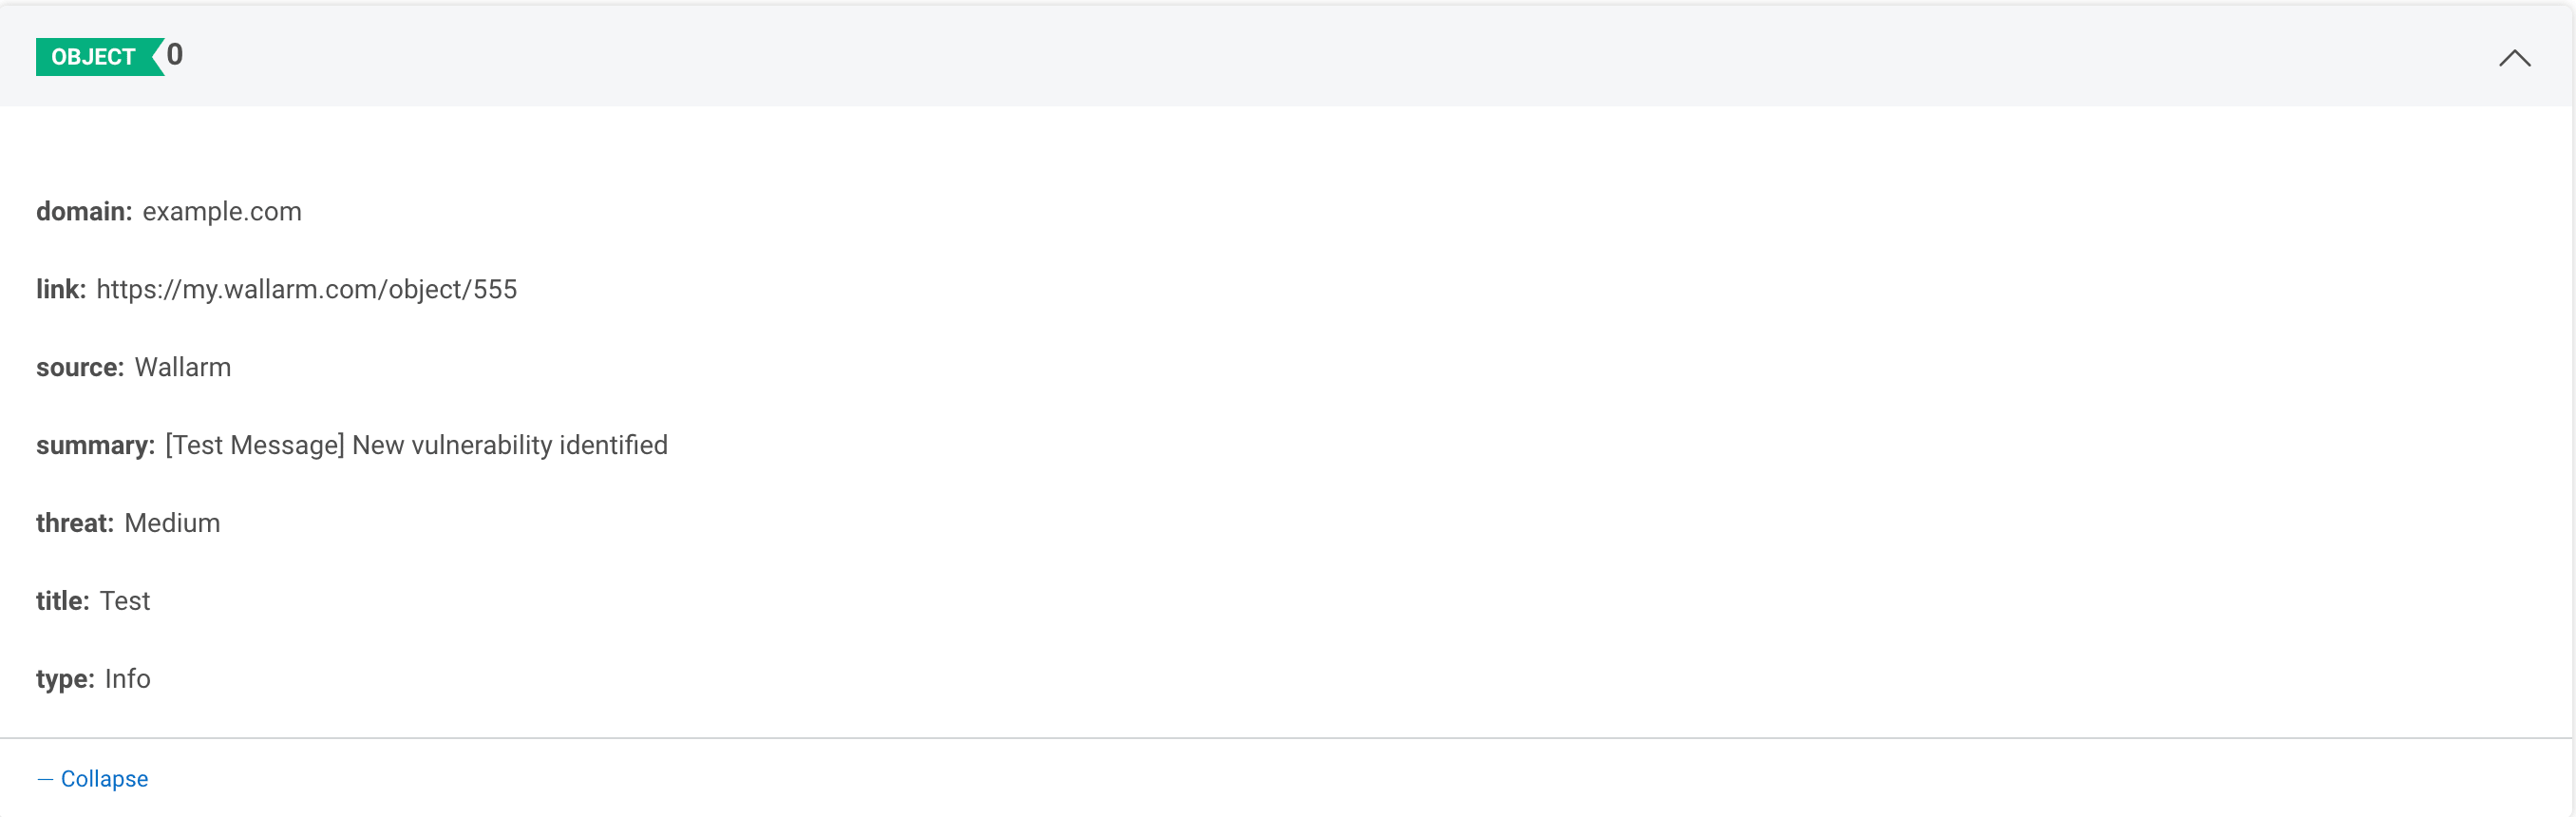 OBJECT 0
domain: example.com
link: https://my.wallarm.com/object/555
source: Wallarm
summary: [Test Message] New vulnerability identified
threat: Medium
title: Test
type: Info
— Collapse